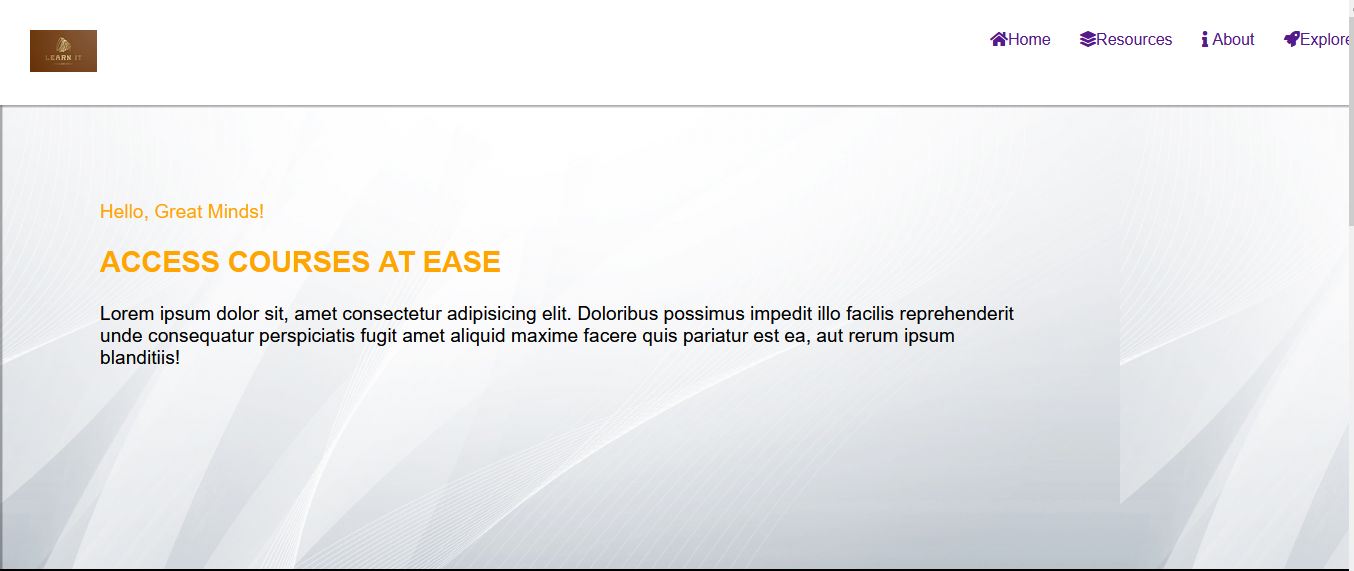 LEARN IT
Home Resources About Explore
Hello, Great Minds!
ACCESS COURSES AT EASE
Lorem ipsum dolor sit, amet consectetur adipisicing elit. Doloribus possimus impedit illo facilis reprehenderit
unde consequatur perspiciatis fugit amet aliquid maxime facere quis pariatur est ea, aut rerum ipsum
blanditiis!